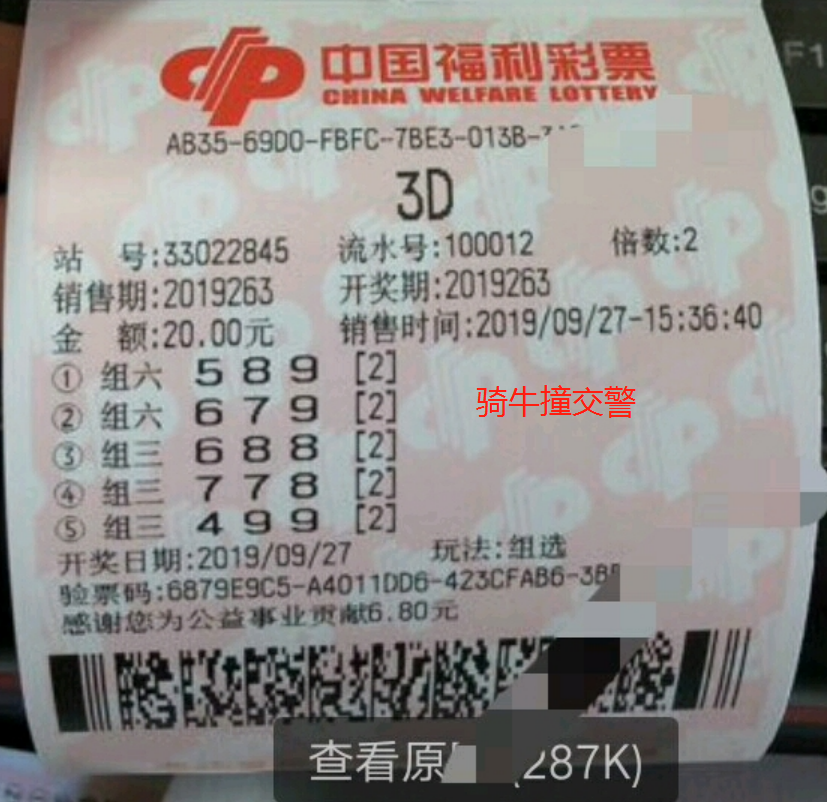 中国福利彩票
CHINA WELFARE LOTTERY
AB35-69D0-FBFC-7BE3-013B-
3D
站 号:33022845 流水号:100012 倍数:2
销售期:2019263 开奖期:2019263
金 额:20.00元 销售时间:2019/09/27-15:36:40
① 组六 5 8 9 [2]
② 组六 6 7 9 [2]
骑牛撞交警
③ 组三 6 8 8 [2]
④ 组三 7 7 8 [2]
⑤ 组三 4 9 9 [2]
开奖日期:2019/09/27 玩法:组选
验票码:6879E9C5-A4011DD6-423CFAB6-3B
感谢您为公益事业贡献6.80元
查看原 (287K)
F1